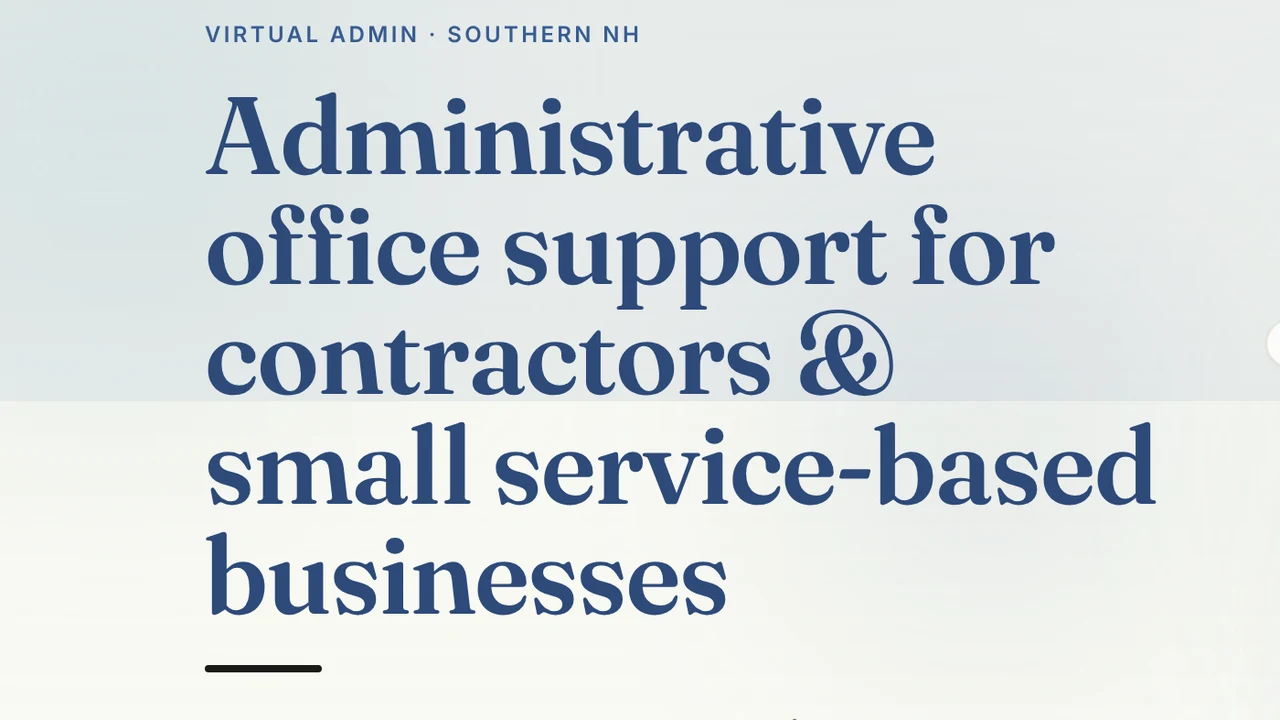 VIRTUAL ADMIN · SOUTHERN NH
Administrative
office support for
contractors &
small service-based
businesses